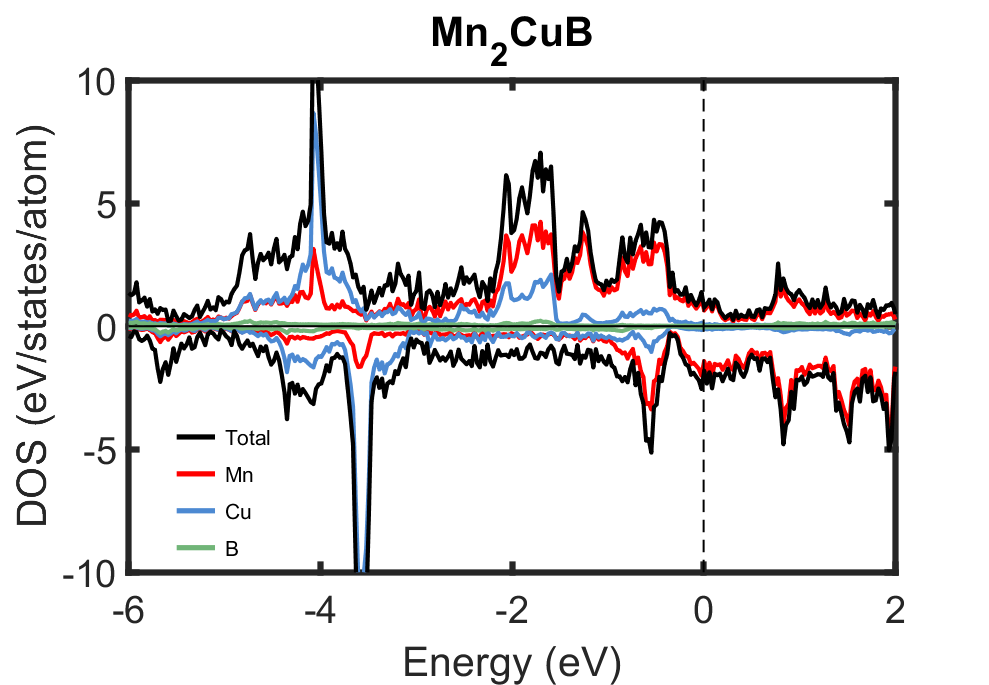 Mn₂CuB
DOS (eV/states/atom)
10
5
0
0
-5
-10
Total
Mn
Cu
B
-6 -4 -2 0 2
Energy (eV)